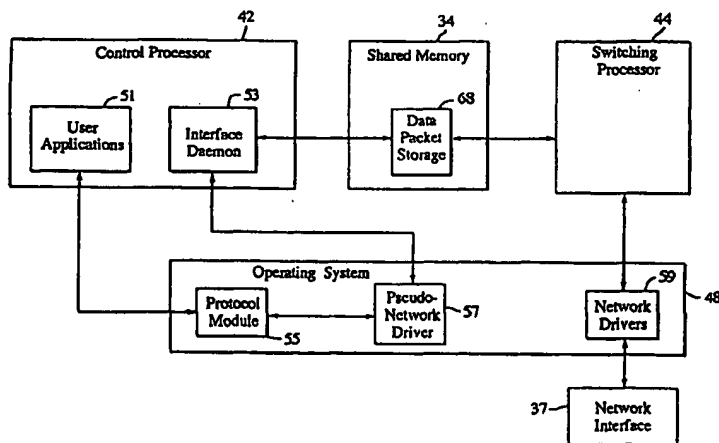 42
34
44
Control Processor
Shared Memory
Switching
Processor
51
53
68
User
Applications
Interface
Daemon
Data
Packet
Storage
Operating System
59
Protocol
Module
55
Pseudo-
Network
Driver
57
Network
Drivers
48
37
Network
Interface